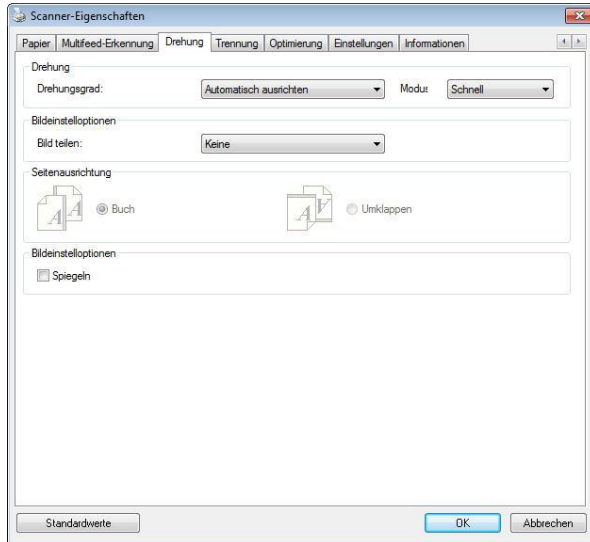 Scanner-Eigenschaften
Papier Multifeed-Erkennung Drehung Trennung Optimierung Einstellungen Informationen
Drehung
Drehungsgrad: Automatisch ausrichten Modus: Schnell
Bildeinstelloptionen
Bild teilen: Keine
Seitenausrichtung
A A Buch A A Umklappen
Bildeinstelloptionen
Spiegeln
Standardwerte OK Abbrechen